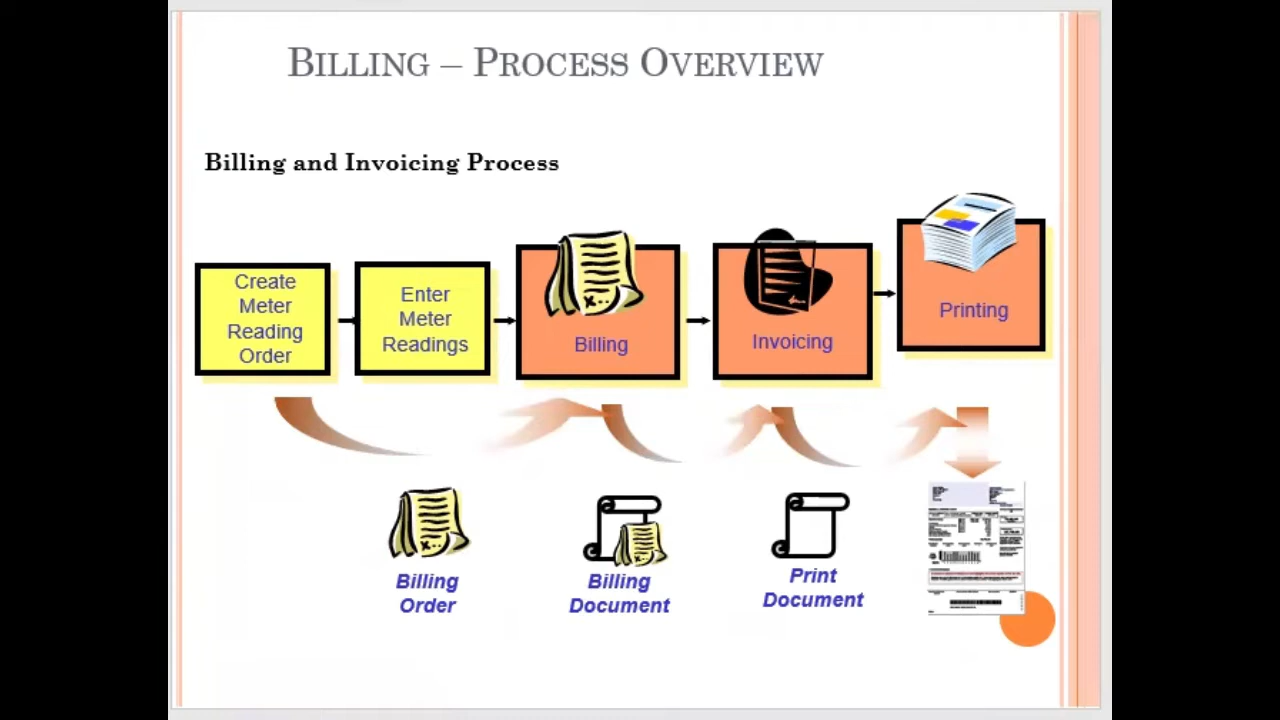 BILLING – PROCESS OVERVIEW
Billing and Invoicing Process
Create
Meter
Reading
Order
Enter
Meter
Readings
Billing
Invoicing
Printing
Billing
Order
Billing
Document
Print
Document